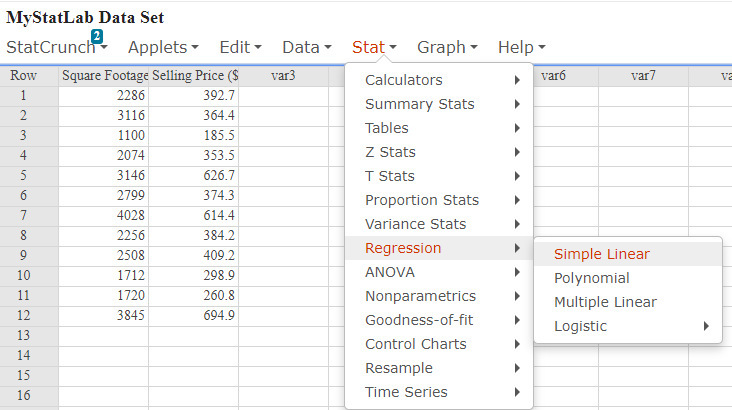 MyStatLab Data Set
2
StatCrunch Applets Edit Data Stat Graph Help
Row Square Footage Selling Price ($ var3 var6 var7 va
1 2286 392.7
2 3116 364.4
3 1100 185.5
4 2074 353.5
5 3146 626.7
6 2799 374.3
7 4028 614.4
8 2256 384.2
9 2508 409.2
10 1712 298.9
11 1720 260.8
12 3845 694.9
13
14
15
16
Calculators
Summary Stats
Tables
Z Stats
T Stats
Proportion Stats
Variance Stats
Regression
ANOVA
Nonparametrics
Goodness-of-fit
Control Charts
Resample
Time Series
Simple Linear
Polynomial
Multiple Linear
Logistic